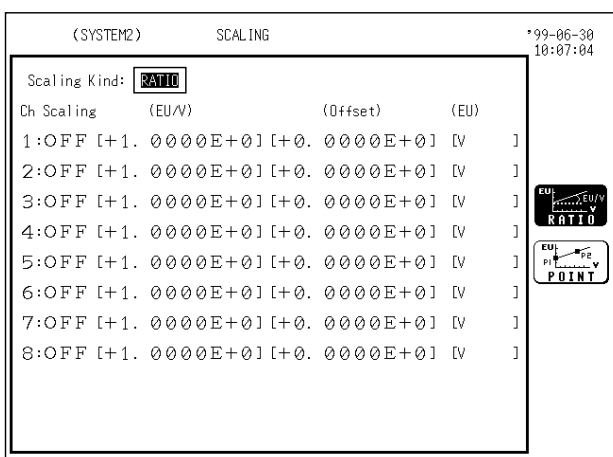 (SYSTEM2) SCALING '99-06-30
10:07:04
Scaling Kind: RATIO
Ch Scaling (EU/V) (Offset) (EU)
1:OFF [+1. 0000E+0] [+0. 0000E+0] [V ]
2:OFF [+1. 0000E+0] [+0. 0000E+0] [V ]
3:OFF [+1. 0000E+0] [+0. 0000E+0] [V ]
4:OFF [+1. 0000E+0] [+0. 0000E+0] [V ]
5:OFF [+1. 0000E+0] [+0. 0000E+0] [V ]
6:OFF [+1. 0000E+0] [+0. 0000E+0] [V ]
7:OFF [+1. 0000E+0] [+0. 0000E+0] [V ]
8:OFF [+1. 0000E+0] [+0. 0000E+0] [V ]
EU EU/V
V
RATIO
EU P2
P1 V
POINT